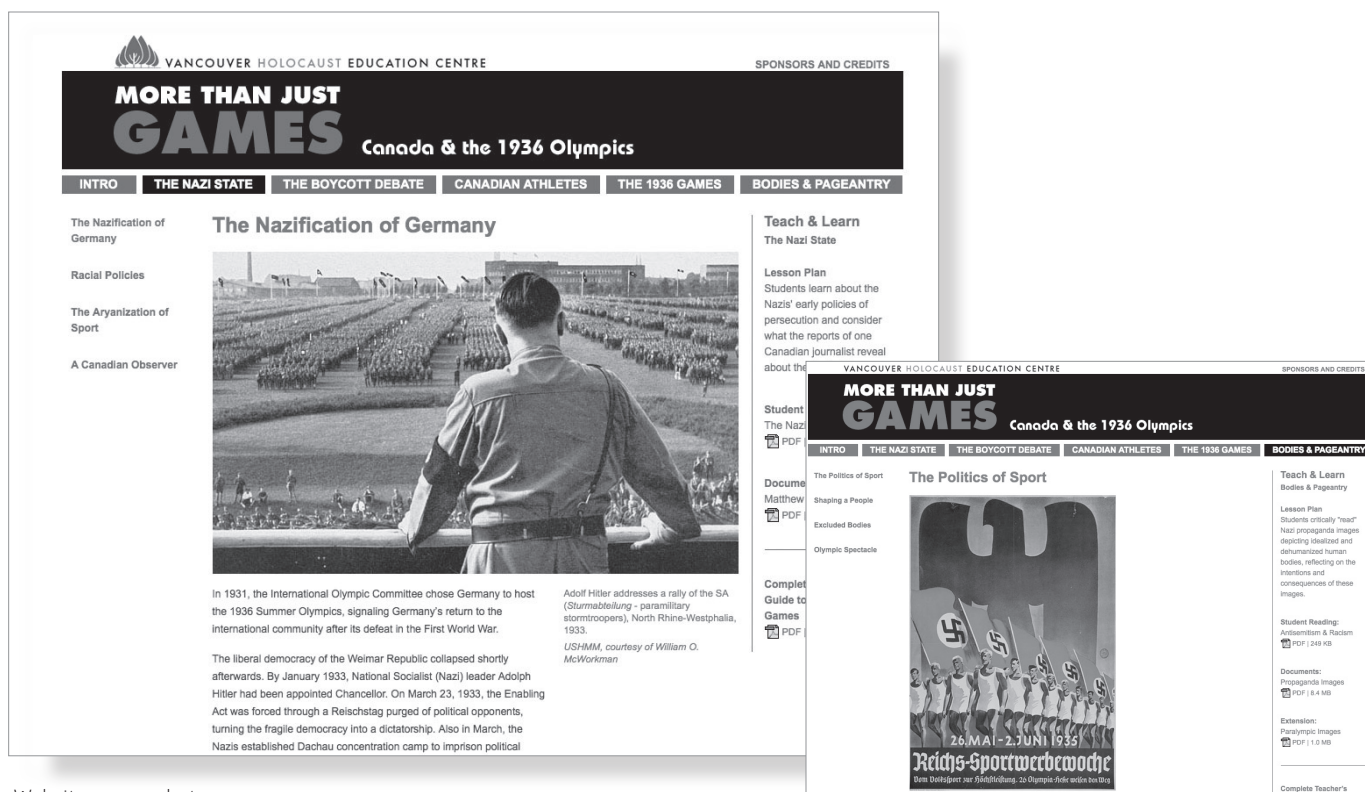 VANCOUVER HOLOCAUST EDUCATION CENTRE
SPONSORS AND CREDITS
MORE THAN JUST
GAMES Canada & the 1936 Olympics
INTRO THE NAZI STATE THE BOYCOTT DEBATE CANADIAN ATHLETES THE 1936 GAMES BODIES & PAGEANTRY
The Nazification of
Germany
Racial Policies
The Aryanization of
Sport
A Canadian Observer
The Nazification of Germany
In 1931, the International Olympic Committee chose Germany to host
the 1936 Summer Olympics, signaling Germany's return to the
international community after its defeat in the First World War.
The liberal democracy of the Weimar Republic collapsed shortly
afterwards. By January 1933, National Socialist (Nazi) leader Adolph
Hitler had been appointed Chancellor. On March 23, 1933, the Enabling
Act was forced through a Reischstag purged of political opponents,
turning the fragile democracy into a dictatorship. Also in March, the
Nazis established Dachau concentration camp to imprison political
Adolf Hitler addresses a rally of the SA
(Sturmabteilung - paramilitary
stormtroopers), North Rhine-Westphalia,
1933.
USHMM, courtesy of William O.
McWorkman
Teach & Learn
The Nazi State
Lesson Plan
Students learn about the
Nazis' early policies of
persecution and consider
what the reports of one
Canadian journalist reveal
about the
Student
The Nazi
PDF |
Docume
Matthew
PDF |
Complet
Guide to
Games
PDF |
VANCOUVER HOLOCAUST EDUCATION CENTRE
SPONSORS AND CREDITS
MORE THAN JUST
GAMES Canada & the 1936 Olympics
INTRO THE NAZI STATE THE BOYCOTT DEBATE CANADIAN ATHLETES THE 1936 GAMES BODIES & PAGEANTRY
The Politics of Sport
Shaping a People
Excluded Bodies
Olympic Spectacle
The Politics of Sport
26.MAI-2.JUNI 1935
Reichs-Sportwerbewoche
Vom Volkssport zur Höchstleistung. 26 Olympia-Hefte weisen den Weg
Teach & Learn
Bodies & Pageantry
Lesson Plan
Students critically "read"
Nazi propaganda images
depicting idealized and
dehumanized human
bodies, reflecting on the
intentions and
consequences of these
images.
Student Reading:
Antisemitism & Racism
PDF | 249 KB
Documents:
Propaganda Images
PDF | 8.4 MB
Extension:
Paralympic Images
PDF | 1.0 MB
Complete Teacher's